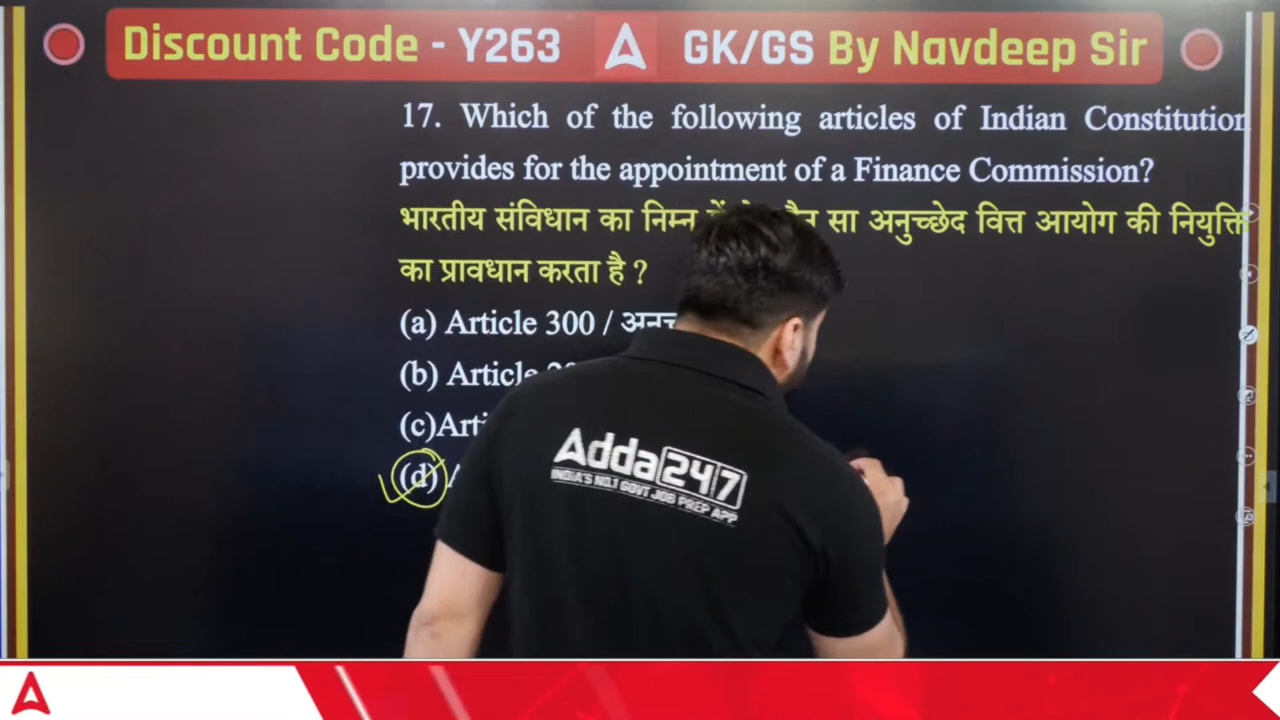 Discount Code - Y263 GK/GS By Navdeep Sir
17. Which of the following articles of Indian Constitution
provides for the appointment of a Finance Commission?
भारतीय संविधान का निम्न सा अनुच्छेद वित्त आयोग की नियुक्ति
का प्रावधान करता है ?
(a) Article 300 /
(b) Article
(c)
(d)
Adda247
INDIA'S NO.1 GOVT JOB PREP APP